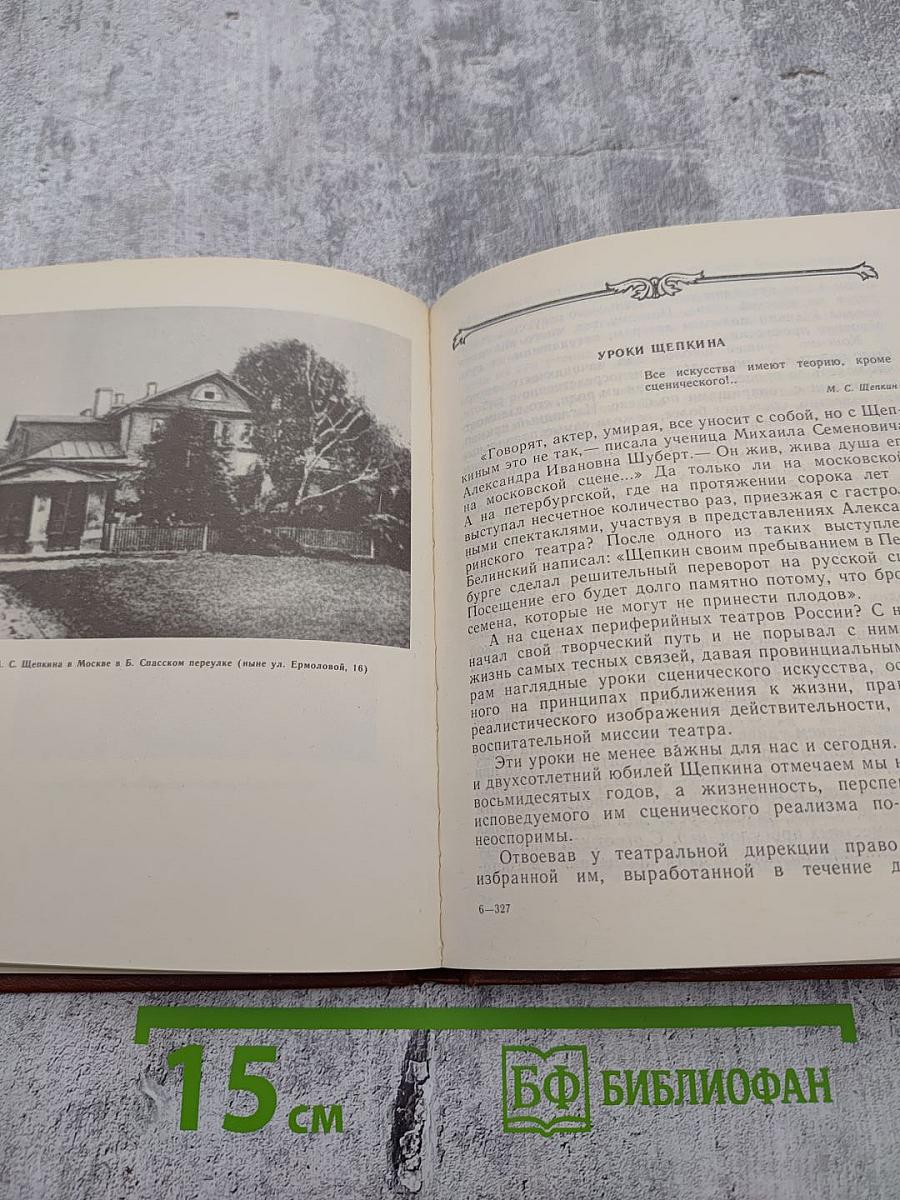 . С. Щепкина в Москве в Б. Спасском переулке (ныне ул. Ермоловой, 16)
УРОКИ ЩЕПКИНА
Все искусства имеют теорию, кроме
сценического!..
М. С. Щепкин
«Говорят, актер, умирая, все уносит с собой, но с Щеп-
киным это не так,— писала ученица Михаила Семеновича
Александра Ивановна Шуберт.— Он жив, жива душа ег
на московской сцене...» Да только ли на московской
А на петербургской, где на протяжении сорока лет
выступал несчетное количество раз, приезжая с гастрол
ными спектаклями, участвуя в представлениях Алекса
ринского театра? После одного из таких выступле
Белинский написал: «Щепкин своим пребыванием в Пе
бурге сделал решительный переворот на русской сц
Посещение его будет долго памятно потому, что бро
семена, которые не могут не принести плодов».
А на сценах периферийных театров России? С н
начал свой творческий путь и не порывал с ним
жизнь самых тесных связей, давая провинциальным
рам наглядные уроки сценического искусства, ос
ного на принципах приближения к жизни, прав
реалистического изображения действительности,
воспитательной миссии театра.
Эти уроки не менее важны для нас и сегодня.
и двухсотлетний юбилей Щепкина отмечаем мы н
восьмидесятых годов, а жизненность, перспе
исповедуемого им сценического реализма по-
неоспоримы.
Отвоевав у театральной дирекции право
избранной им, выработанной в течение д
6—327
15 см
БФ БИБЛИОФАН